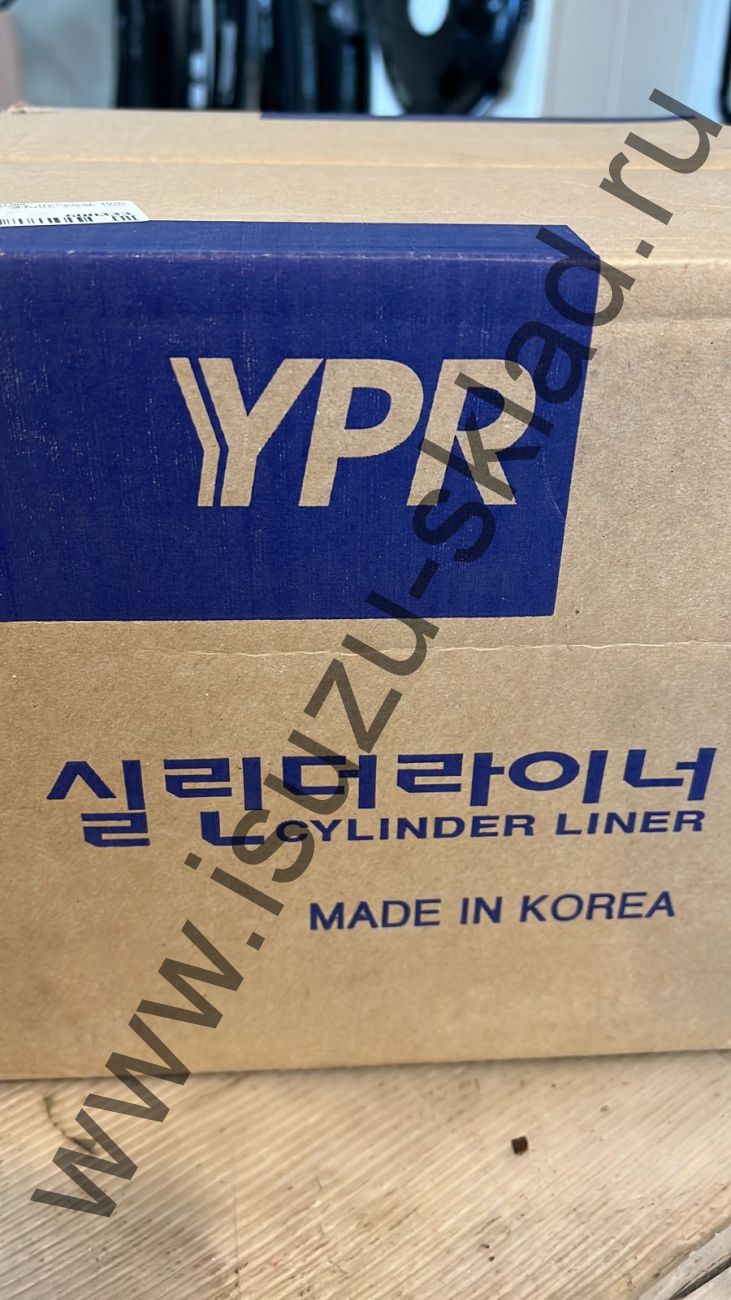 YPR
실린더라이너
CYLINDER LINER
MADE IN KOREA
www.isuzu-sklad.ru